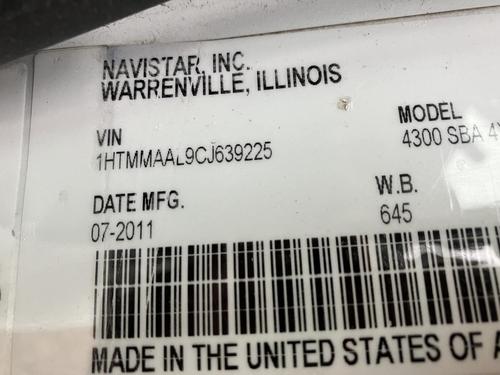 NAVISTAR, INC.
WARRENVILLE, ILLINOIS
VIN MODEL
1HTMMAAL9CJ639225 4300 SBA
DATE MFG. W.B.
07-2011 645
MADE IN THE UNITED STATES OF